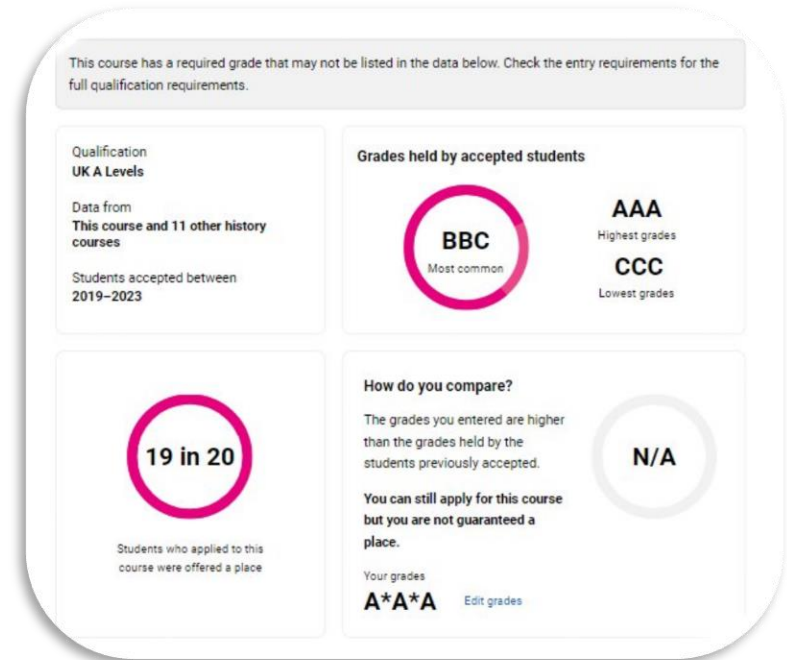 This course has a required grade that may not be listed in the data below. Check the entry requirements for the
full qualification requirements.
Qualification
UK A Levels
Data from
This course and 11 other history
courses
Students accepted between
2019–2023
Grades held by accepted students
BBC
Most common
AAA
Highest grades
CCC
Lowest grades
19 in 20
Students who applied to this
course were offered a place
How do you compare?
The grades you entered are higher
than the grades held by the
students previously accepted.
You can still apply for this course
but you are not guaranteed a
place.
Your grades
A*A*A Edit grades
N/A